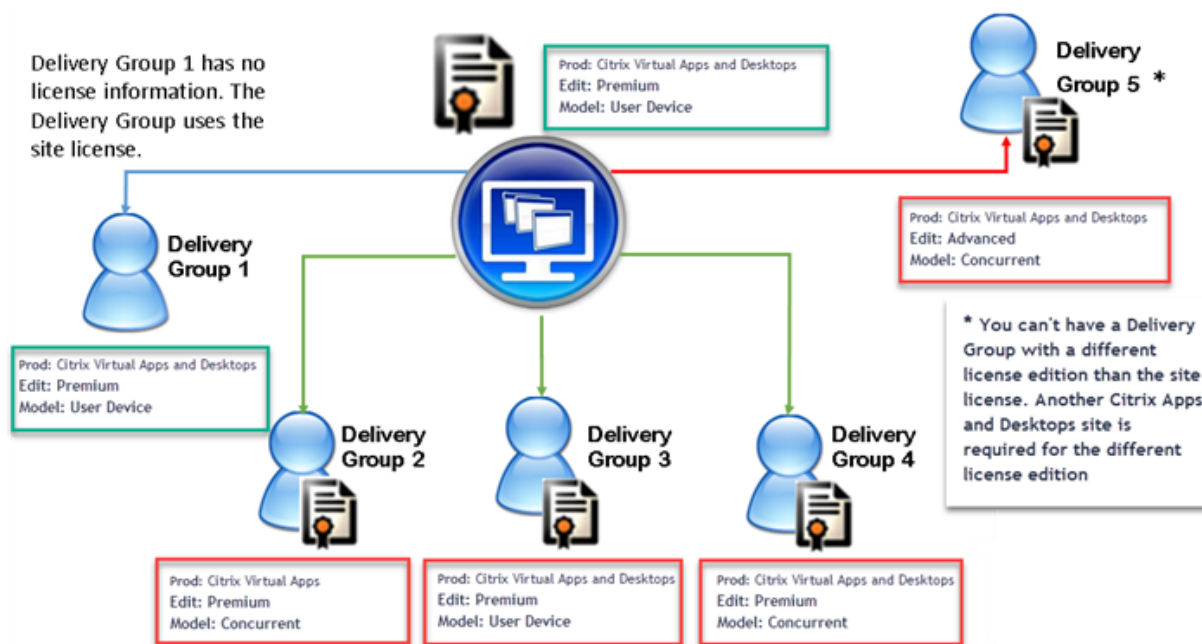 Delivery Group 1 has no
license information. The
Delivery Group uses the
site license.
Prod: Citrix Virtual Apps and Desktops
Edit: Premium
Model: User Device
Delivery
Group 5 *
Delivery
Group 1
Prod: Citrix Virtual Apps and Desktops
Edit: Advanced
Model: Concurrent
Prod: Citrix Virtual Apps and Desktops
Edit: Premium
Model: User Device
* You can't have a Delivery
Group with a different
license edition than the site
license. Another Citrix Apps
and Desktops site is
required for the different
license edition
Delivery
Group 2
Delivery
Group 3
Delivery
Group 4
Prod: Citrix Virtual Apps
Edit: Premium
Model: Concurrent
Prod: Citrix Virtual Apps and Desktops
Edit: Premium
Model: User Device
Prod: Citrix Virtual Apps and Desktops
Edit: Premium
Model: Concurrent